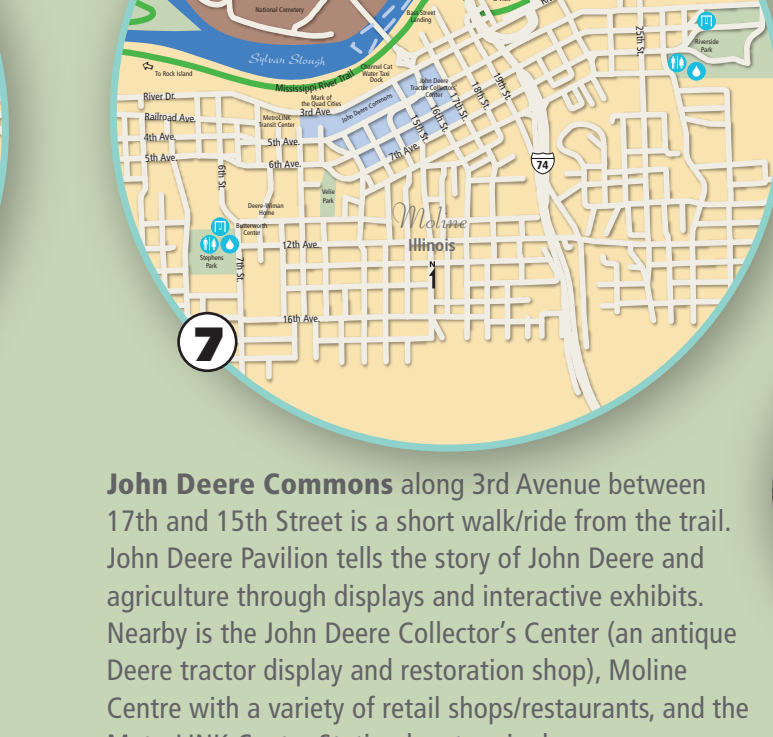 National Cemetery
Bass Street
Landing
25th St.
Riverside
Park
Sylvan Slough
To Rock Island
Channel Cat
Water Taxi
Dock
Mississippi River Trail
John Deere
Tractor Collectors
Center
19th St.
18th St.
17th St.
16th St.
15th St.
River Dr.
Mark of
the Quad Cities
3rd Ave.
John Deere Commons
Railroad Ave.
MetroLINK
Transit Center
4th Ave.
5th Ave.
5th Ave.
7th Ave.
6th Ave.
74
6th St.
Velie
Park
Deere-Wiman
Home
Moline
Illinois
Butterworth
Center
12th Ave.
Stephens
Park
7th St.
N
16th Ave.
7
John Deere Commons along 3rd Avenue between
17th and 15th Street is a short walk/ride from the trail.
John Deere Pavilion tells the story of John Deere and
agriculture through displays and interactive exhibits.
Nearby is the John Deere Collector's Center (an antique
Deere tractor display and restoration shop), Moline
Centre with a variety of retail shops/restaurants, and the